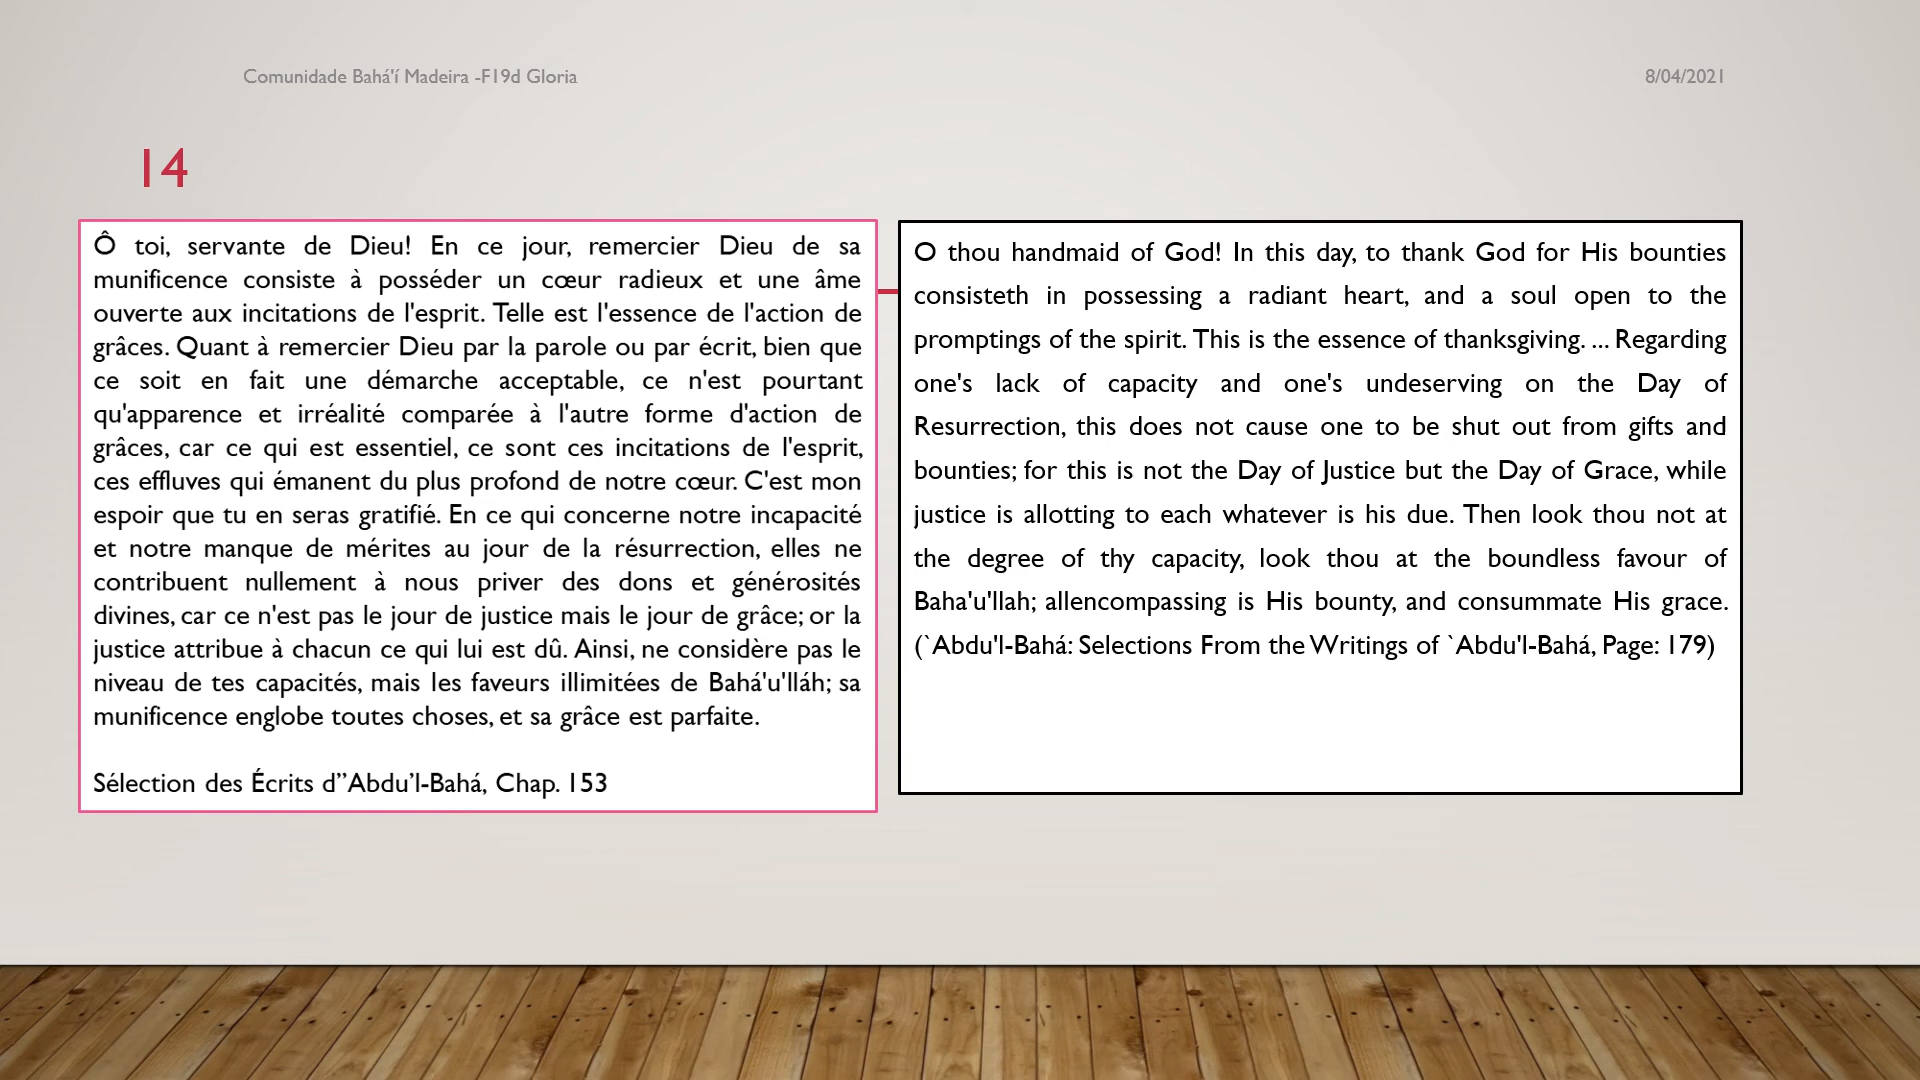 Comunidade Bahá'í Madeira -F19d Gloria
8/04/2021
14
Ô toi, servante de Dieu! En ce jour, remercier Dieu de sa
munificence consiste à posséder un cœur radieux et une âme
ouverte aux incitations de l'esprit. Telle est l'essence de l'action de
grâces. Quant à remercier Dieu par la parole ou par écrit, bien que
ce soit en fait une démarche acceptable, ce n'est pourtant
qu'apparence et irréalité comparée à l'autre forme d'action de
grâces, car ce qui est essentiel, ce sont ces incitations de l'esprit,
ces effluves qui émanent du plus profond de notre cœur. C'est mon
espoir que tu en seras gratifié. En ce qui concerne notre incapacité
et notre manque de mérites au jour de la résurrection, elles ne
contribuent nullement à nous priver des dons et générosités
divines, car ce n'est pas le jour de justice mais le jour de grâce; or la
justice attribue à chacun ce qui lui est dû. Ainsi, ne considère pas le
niveau de tes capacités, mais les faveurs illimitées de Bahá'u'lláh; sa
munificence englobe toutes choses, et sa grâce est parfaite.
Sélection des Écrits d’’Abdu’l-Bahá, Chap. 153
O thou handmaid of God! In this day, to thank God for His bounties
consisteth in possessing a radiant heart, and a soul open to the
promptings of the spirit. This is the essence of thanksgiving. ... Regarding
one's lack of capacity and one's undeserving on the Day of
Resurrection, this does not cause one to be shut out from gifts and
bounties; for this is not the Day of Justice but the Day of Grace, while
justice is allotting to each whatever is his due. Then look thou not at
the degree of thy capacity, look thou at the boundless favour of
Baha'u'llah; allencompassing is His bounty, and consummate His grace.
(`Abdu'l-Bahá: Selections From the Writings of `Abdu'l-Bahá, Page: 179)